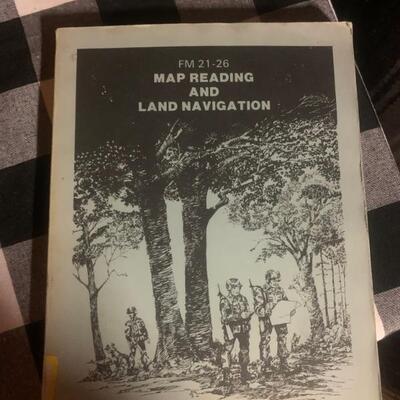 FM 21-26
MAP READING
AND
LAND NAVIGATION